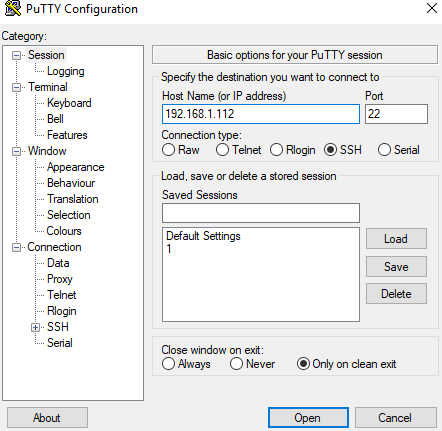 PuTTY Configuration
Category:
Session
Logging
Terminal
Keyboard
Bell
Features
Window
Appearance
Behaviour
Translation
Selection
Colours
Connection
Data
Proxy
Telnet
Rlogin
SSH
Serial
Basic options for your PuTTY session
Specify the destination you want to connect to
Host Name (or IP address) Port
192.168.1.112 22
Connection type:
Raw Telnet Rlogin SSH Serial
Load, save or delete a stored session
Saved Sessions
Default Settings
1
Load
Save
Delete
Close window on exit:
Always Never Only on clean exit
About Open Cancel